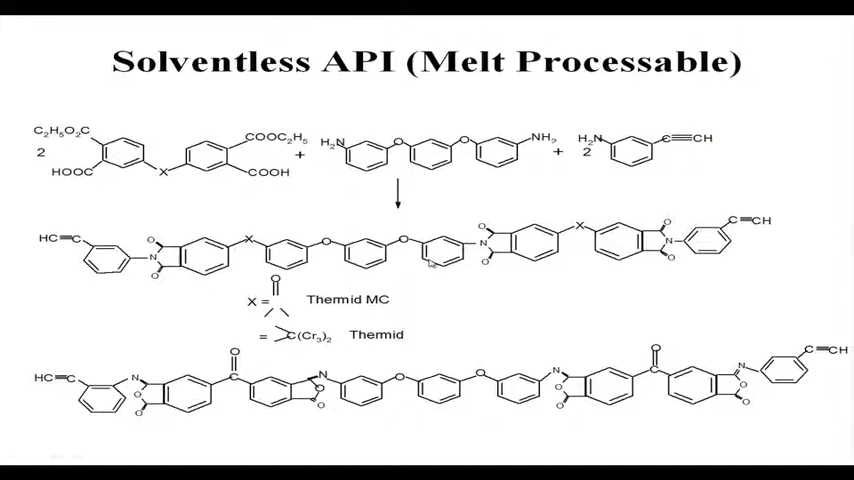 Solventless API (Melt Processable)
C₂H₅O₂C COOC₂H₅ H₂N O O NH₂ H₂N C CH
2 + + 2
HOOC X COOH
HC C O X O O O X O C CH
N N N
O O O O
O
X = Thermid MC
= C(Cr₃)₂ Thermid
O O
HC C N C N O O N C N C CH
O O O O
O O O O